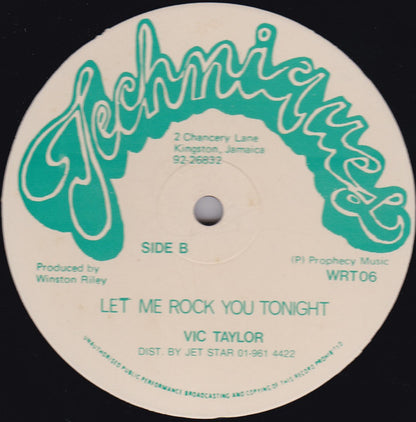 Techniques
2 Chancery Lane
Kingston, Jamaica
92-26832
SIDE B
(P) Prophecy Music
Produced by
Winston Riley
WRT06
LET ME ROCK YOU TONIGHT
VIC TAYLOR
DIST. BY JET STAR 01-961 4422
UNAUTHORISED PUBLIC PERFORMANCE BROADCASTING AND COPYING OF THIS RECORD PROHIBITED